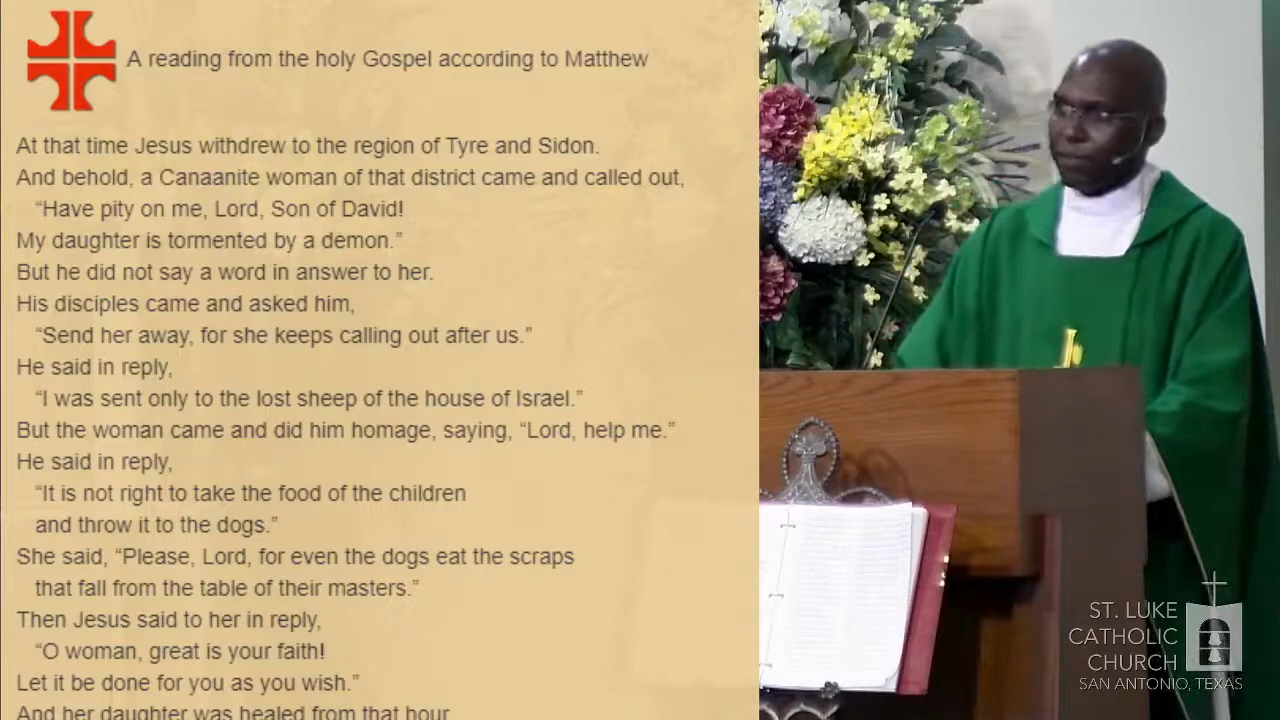 A reading from the holy Gospel according to Matthew
At that time Jesus withdrew to the region of Tyre and Sidon.
And behold, a Canaanite woman of that district came and called out,
“Have pity on me, Lord, Son of David!
My daughter is tormented by a demon.”
But he did not say a word in answer to her.
His disciples came and asked him,
“Send her away, for she keeps calling out after us.”
He said in reply,
“I was sent only to the lost sheep of the house of Israel.”
But the woman came and did him homage, saying, “Lord, help me.”
He said in reply,
“It is not right to take the food of the children
and throw it to the dogs.”
She said, “Please, Lord, for even the dogs eat the scraps
that fall from the table of their masters.”
Then Jesus said to her in reply,
“O woman, great is your faith!
Let it be done for you as you wish.”
And her daughter was healed from that hour
ST. LUKE
CATHOLIC
CHURCH
SAN ANTONIO, TEXAS